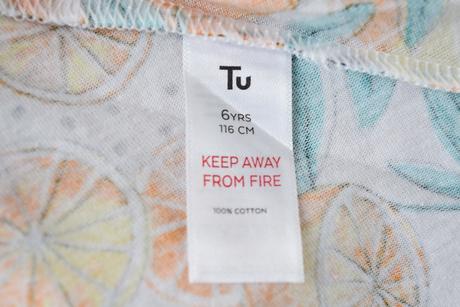 Tu
6YRS
116 CM
KEEP AWAY
FROM FIRE
100% COTTON